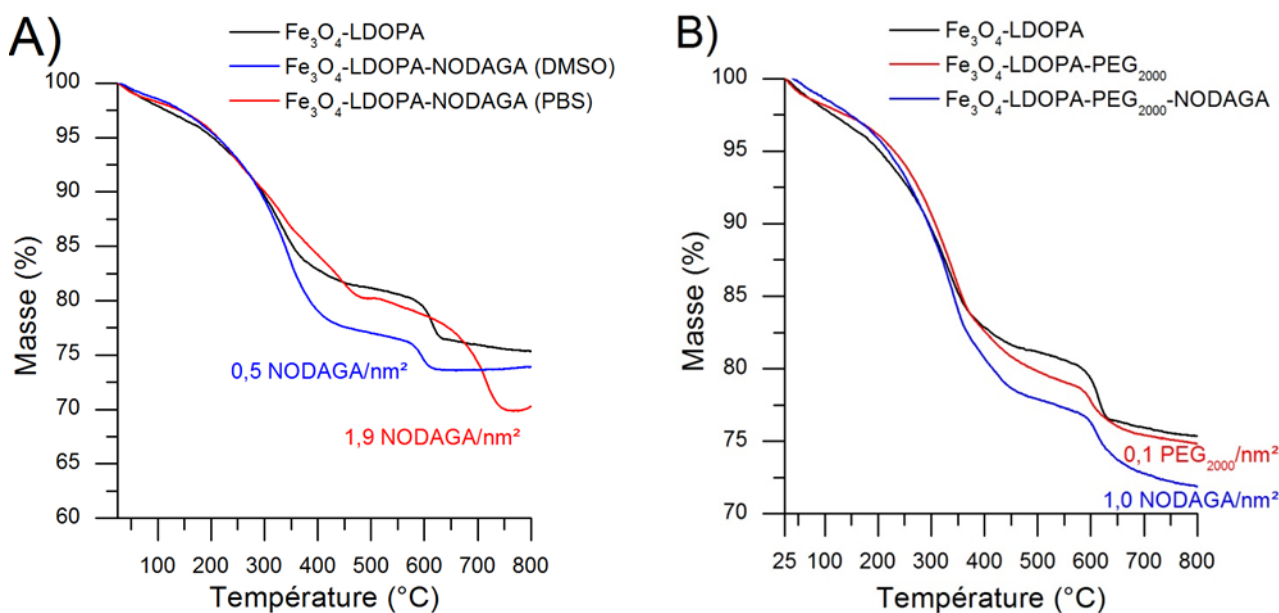 A)
Fe₃O₄-LDOPA
Fe₃O₄-LDOPA-NODAGA (DMSO)
Fe₃O₄-LDOPA-NODAGA (PBS)
100
95
90
85
80
75
70
65
60
Masse (%)
0,5 NODAGA/nm²
1,9 NODAGA/nm²
100 200 300 400 500 600 700 800
Température (°C)
B)
Fe₃O₄-LDOPA
Fe₃O₄-LDOPA-PEG₂₀₀₀
Fe₃O₄-LDOPA-PEG₂₀₀₀-NODAGA
100
95
90
85
80
75
70
Masse (%)
0,1 PEG₂₀₀₀/nm²
1,0 NODAGA/nm²
25 100 200 300 400 500 600 700 800
Température (°C)